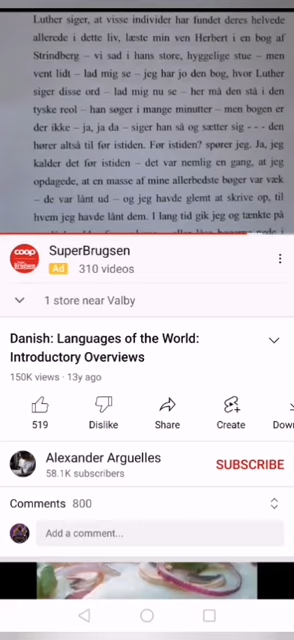 Luther siger, at visse individer har fundet deres helvede
allerede i dette liv, læste min ven Herbert i en bog af
Strindberg – vi sad i hans store, hyggelige stue – men
vent lidt – lad mig se – jeg har jo den bog, hvor Luther
siger disse ord – lad mig nu se – her må den stå i den
tyske reol – han søger i mange minutter – men bogen er
der ikke – ja, ja da – siger han så og sætter sig - - - den
hører altså til før istiden. Før istiden? spører jeg. Ja, jeg
kalder det før istiden – det var nemlig en gang, at jeg
opdagede, at en masse af mine allerbedste bøger var væk
– de var lånt ud – og jeg havde glemt at skrive op, til
hvem jeg havde lånt dem. I lang tid gik jeg og tænkte på
coop
SuperBrugsen
Ad 310 videos
1 store near Valby
Danish: Languages of the World:
Introductory Overviews
150K views · 13y ago
519 Dislike Share Create Down
Alexander Arguelles
58.1K subscribers
SUBSCRIBE
Comments 800
Add a comment...